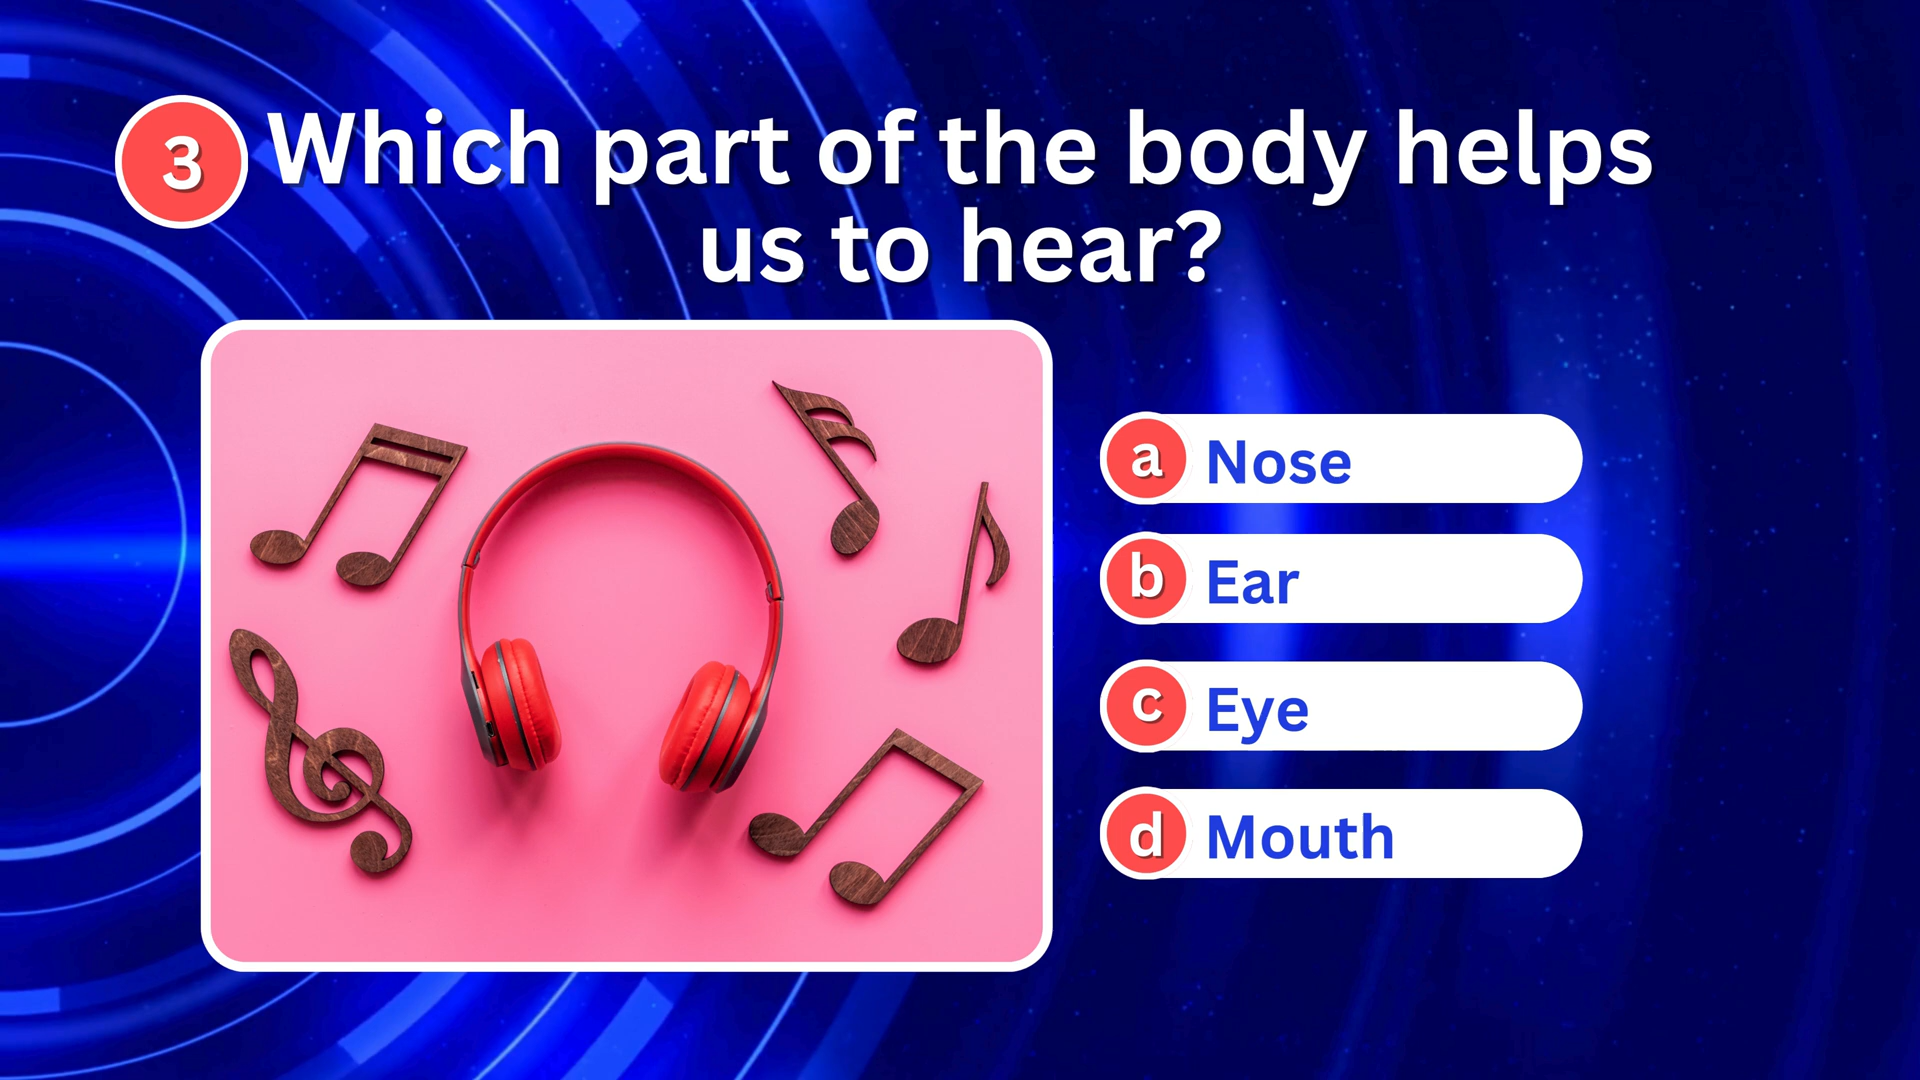 3 Which part of the body helps
us to hear?
a Nose
b Ear
c Eye
d Mouth